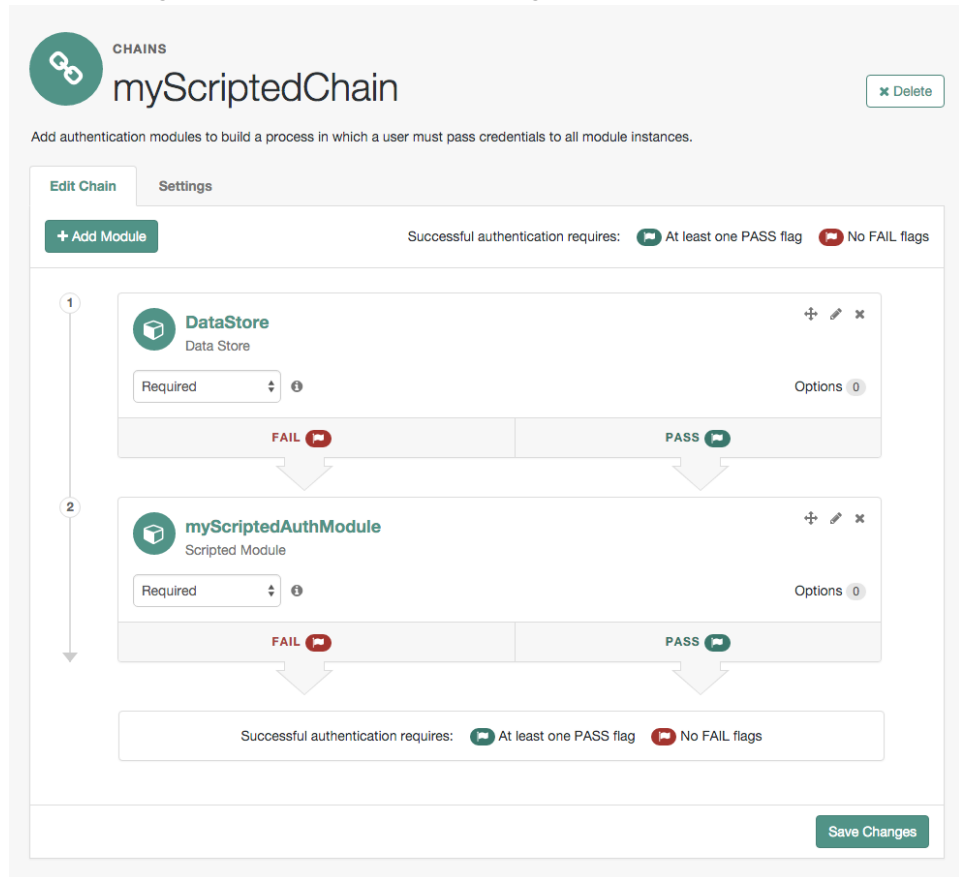 CHAINS
myScriptedChain
Delete
Add authentication modules to build a process in which a user must pass credentials to all module instances.
Edit Chain Settings
+ Add Module Successful authentication requires: At least one PASS flag No FAIL flags
1
DataStore
Data Store
Required Options 0
FAIL PASS
2
myScriptedAuthModule
Scripted Module
Required Options 0
FAIL PASS
Successful authentication requires: At least one PASS flag No FAIL flags
Save Changes